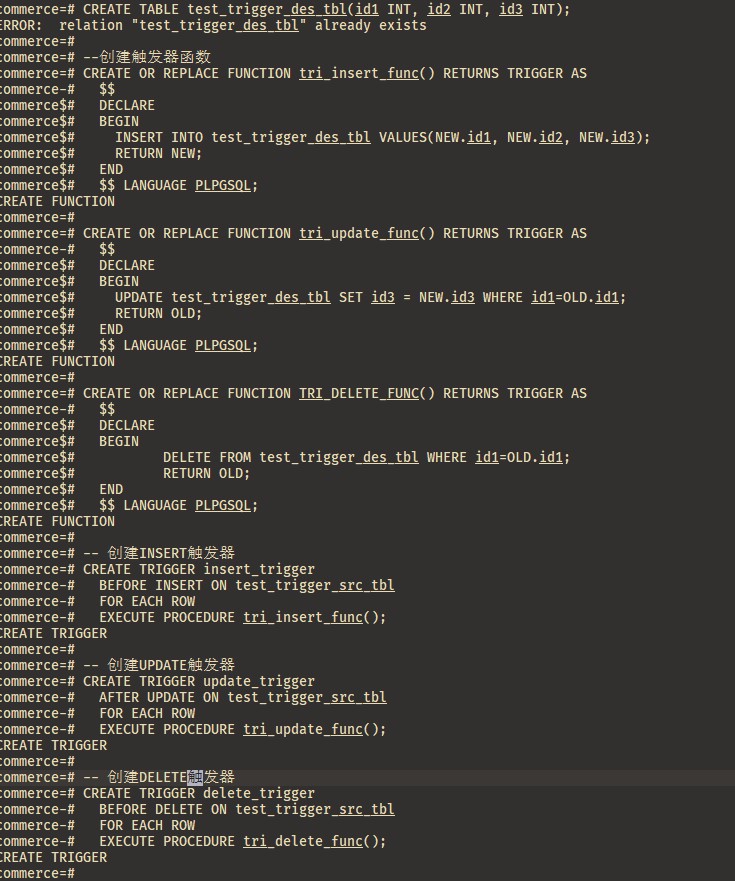 commerce=# CREATE TABLE test_trigger_des_tbl(id1 INT, id2 INT, id3 INT);
ERROR:  relation "test_trigger_des_tbl" already exists
commerce=#
commerce=# --创建触发器函数
commerce=# CREATE OR REPLACE FUNCTION tri_insert_func() RETURNS TRIGGER AS
commerce-#   $$
commerce$#   DECLARE
commerce$#   BEGIN
commerce$#     INSERT INTO test_trigger_des_tbl VALUES(NEW.id1, NEW.id2, NEW.id3);
commerce$#     RETURN NEW;
commerce$#   END
commerce$#   $$ LANGUAGE PLPGSQL;
CREATE FUNCTION
commerce=#
commerce=# CREATE OR REPLACE FUNCTION tri_update_func() RETURNS TRIGGER AS
commerce-#   $$
commerce$#   DECLARE
commerce$#   BEGIN
commerce$#     UPDATE test_trigger_des_tbl SET id3 = NEW.id3 WHERE id1=OLD.id1;
commerce$#     RETURN OLD;
commerce$#   END
commerce$#   $$ LANGUAGE PLPGSQL;
CREATE FUNCTION
commerce=#
commerce=# CREATE OR REPLACE FUNCTION TRI_DELETE_FUNC() RETURNS TRIGGER AS
commerce-#   $$
commerce$#   DECLARE
commerce$#   BEGIN
commerce$#           DELETE FROM test_trigger_des_tbl WHERE id1=OLD.id1;
commerce$#           RETURN OLD;
commerce$#   END
commerce$#   $$ LANGUAGE PLPGSQL;
CREATE FUNCTION
commerce=#
commerce=# -- 创建INSERT触发器
commerce=# CREATE TRIGGER insert_trigger
commerce-#   BEFORE INSERT ON test_trigger_src_tbl
commerce-#   FOR EACH ROW
commerce-#   EXECUTE PROCEDURE tri_insert_func();
CREATE TRIGGER
commerce=#
commerce=# -- 创建UPDATE触发器
commerce=# CREATE TRIGGER update_trigger
commerce-#   AFTER UPDATE ON test_trigger_src_tbl
commerce-#   FOR EACH ROW
commerce-#   EXECUTE PROCEDURE tri_update_func();
CREATE TRIGGER
commerce=#
commerce=# -- 创建DELETE触发器
commerce=# CREATE TRIGGER delete_trigger
commerce-#   BEFORE DELETE ON test_trigger_src_tbl
commerce-#   FOR EACH ROW
commerce-#   EXECUTE PROCEDURE tri_delete_func();
CREATE TRIGGER
commerce=#